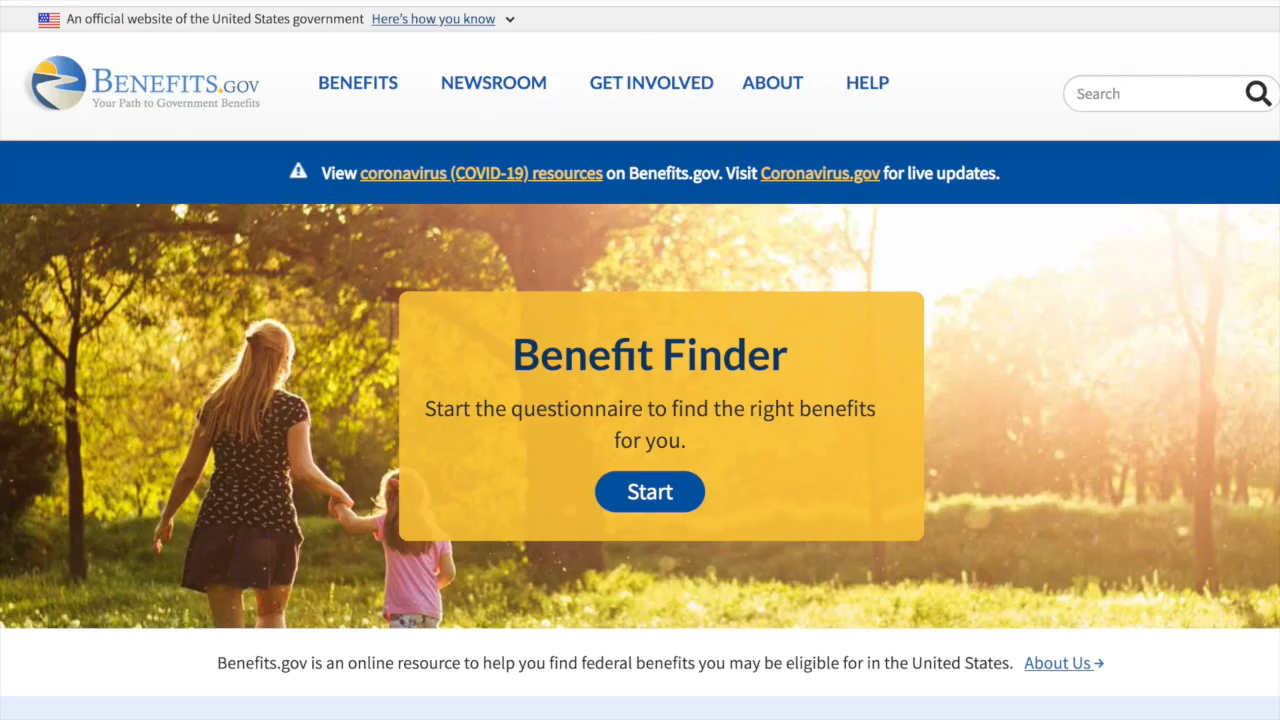 An official website of the United States government Here's how you know
BENEFITS.GOV
Your Path to Government Benefits
BENEFITS NEWSROOM GET INVOLVED ABOUT HELP
Search
View coronavirus (COVID-19) resources on Benefits.gov. Visit Coronavirus.gov for live updates.
Benefit Finder
Start the questionnaire to find the right benefits
for you.
Start
Benefits.gov is an online resource to help you find federal benefits you may be eligible for in the United States. About Us